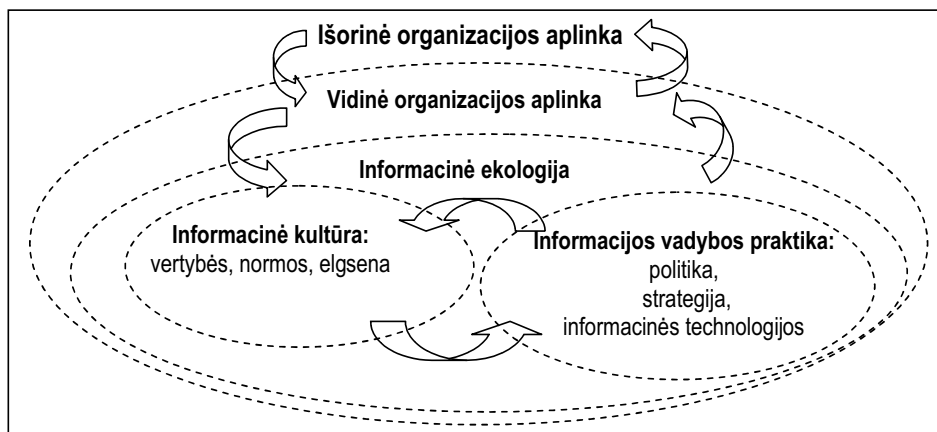 Išorinė organizacijos aplinka
Vidinė organizacijos aplinka
Informacinė ekologija
Informacinė kultūra:
vertybės, normos, elgsena
Informacijos vadybos praktika:
politika,
strategija,
informacinės technologijos